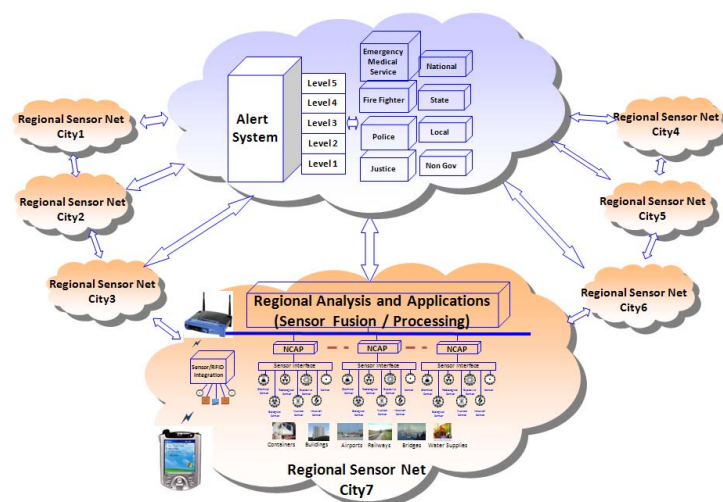 Emergency
Medical
Service
National
Alert
System
Level 5
Level 4
Level 3
Level 2
Level 1
Fire Fighter
State
Police
Local
Justice
Non Gov
Regional Sensor Net
City1
Regional Sensor Net
City2
Regional Sensor Net
City3
Regional Sensor Net
City4
Regional Sensor Net
City5
Regional Sensor Net
City6
Regional Analysis and Applications
(Sensor Fusion / Processing)
NCAP
NCAP
NCAP
Sensor/RFID
Integration
Sensor Interface
Sensor Interface
Sensor Interface
Containers
Buildings
Airports
Railways
Bridges
Water Supplies
Regional Sensor Net
City7